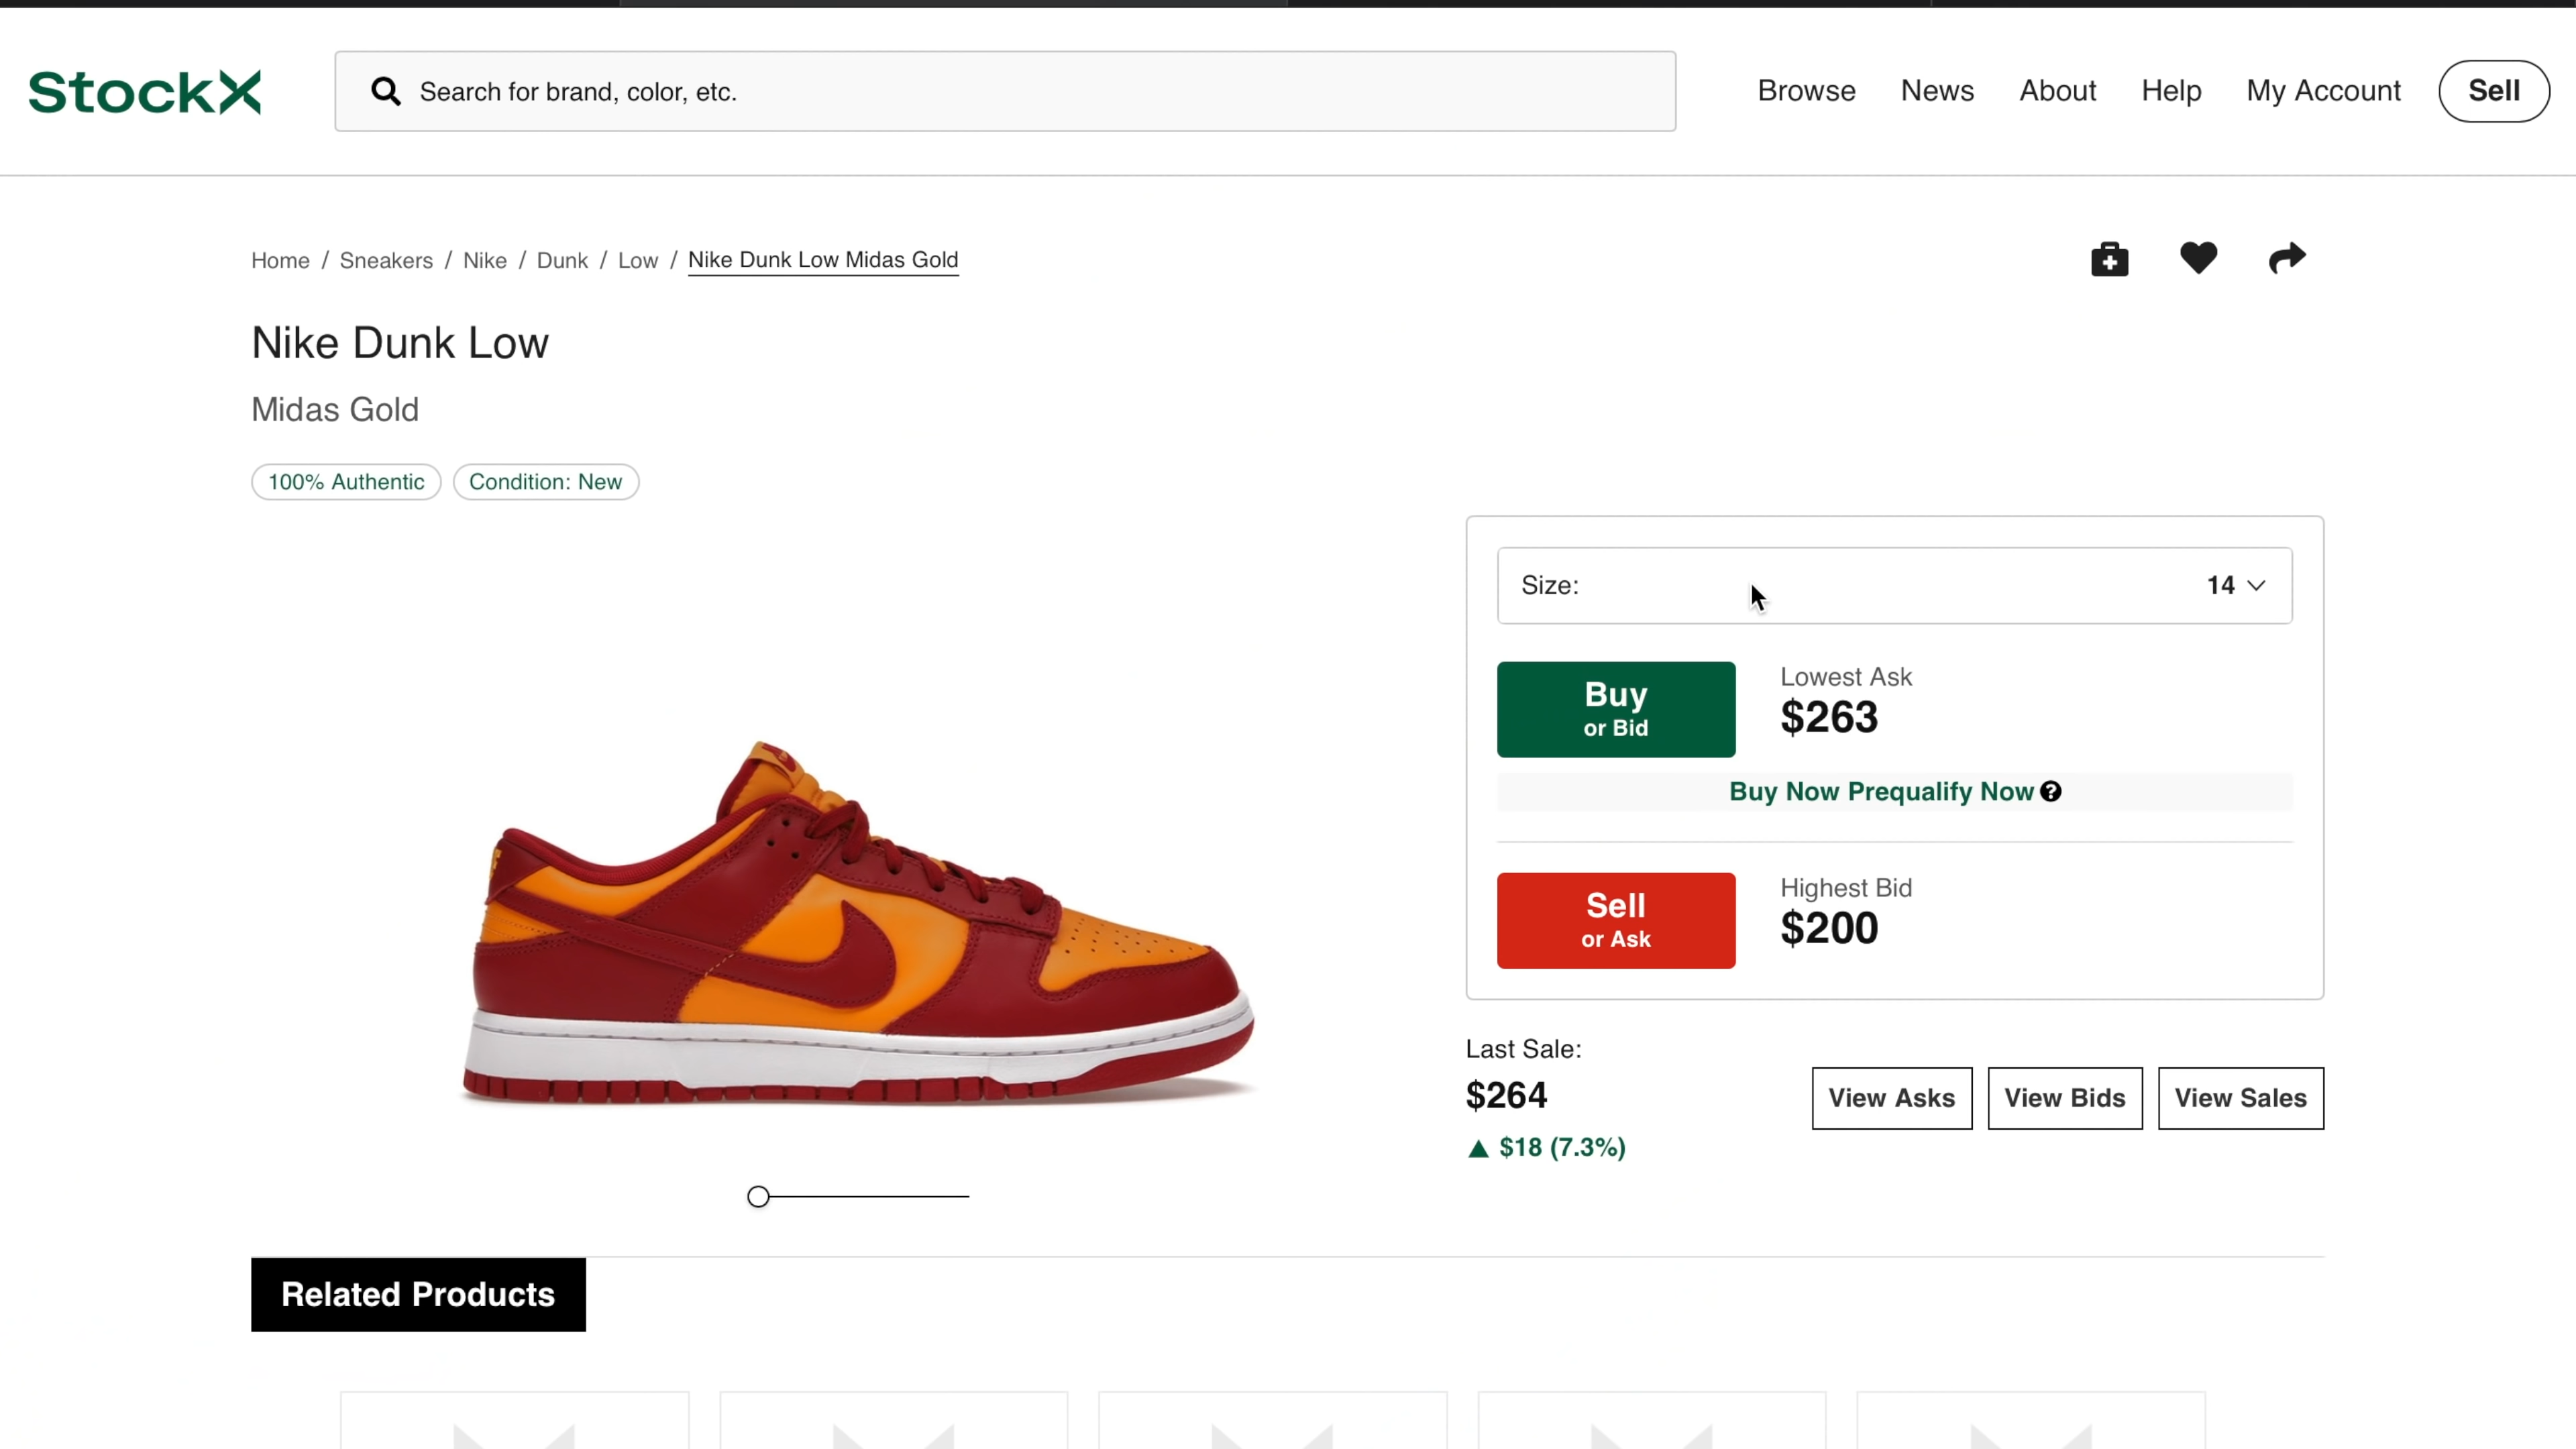 StockX
Search for brand, color, etc.
Browse News About Help My Account Sell
Home / Sneakers / Nike / Dunk / Low / Nike Dunk Low Midas Gold
Nike Dunk Low
Midas Gold
100% Authentic Condition: New
Size: 14
Buy
or Bid
Lowest Ask
$263
Buy Now Prequalify Now ?
Sell
or Ask
Highest Bid
$200
Last Sale:
$264
▲ $18 (7.3%)
View Asks View Bids View Sales
Related Products